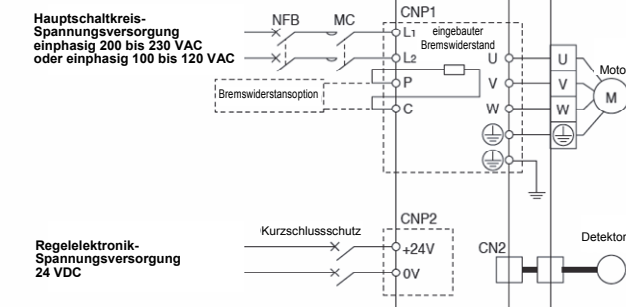 Hauptschaltkreis-
Spannungsversorgung
einphasig 200 bis 230 VAC
oder einphasig 100 bis 120 VAC
NFB
MC
CNP1
L1
L2
P
C
eingebauter
Bremswiderstand
U
V
W
U
V
W
Moto
M
Bremswiderstansoption
Regelelektronik-
Spannungsversorgung
24 VDC
Kurzschlussschutz
CNP2
+24V
0V
CN2
Detektor